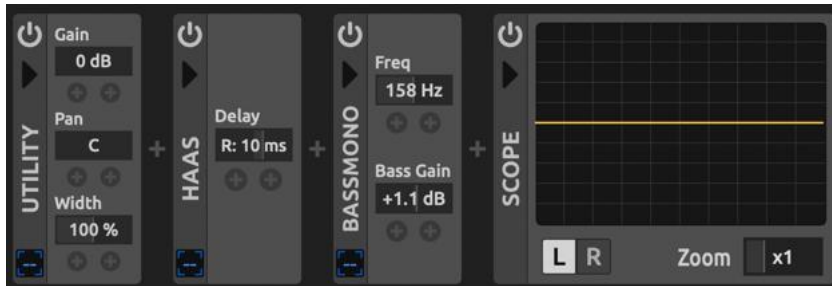 UTILITY
Gain
0 dB
Pan
C
Width
100 %
--
HAAS
Delay
R: 10 ms
--
BASSMONO
Freq
158 Hz
Bass Gain
+1.1 dB
--
SCOPE
L R
Zoom x1